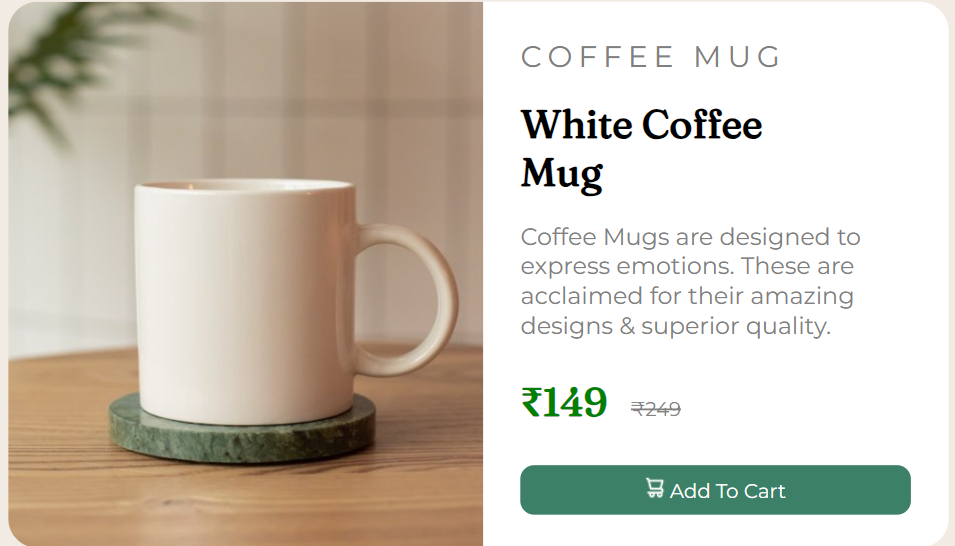 COFFEE MUG
White Coffee
Mug
Coffee Mugs are designed to
express emotions. These are
acclaimed for their amazing
designs & superior quality.
₹149 ₹249
Add To Cart